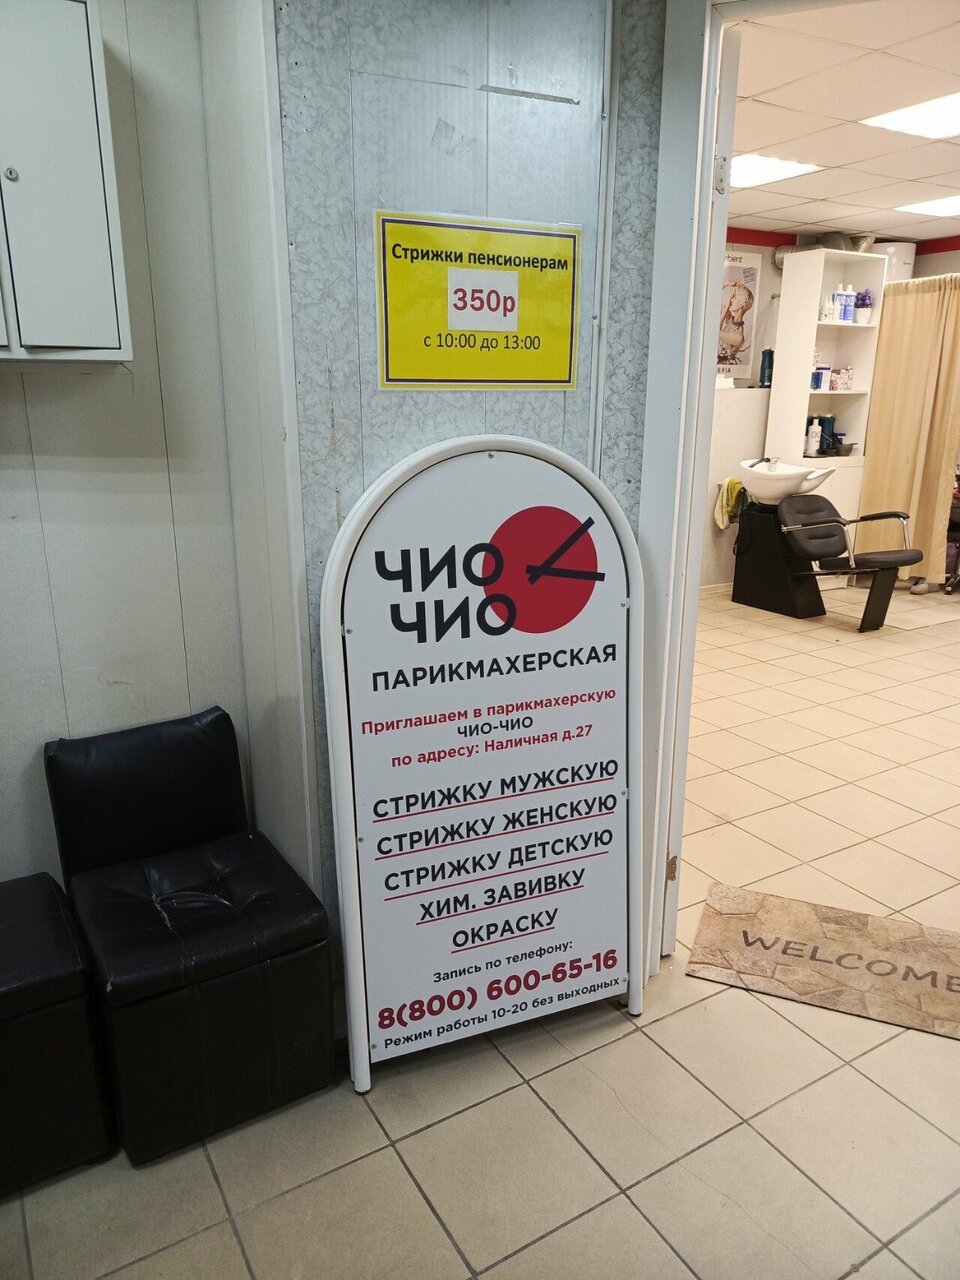 Стрижки пенсионерам
350р
с 10:00 до 13:00
ЧИО
ЧИО
ПАРИКМАХЕРСКАЯ
Приглашаем в парикмахерскую
ЧИО-ЧИО
по адресу: Наличная д.27
СТРИЖКУ МУЖСКУЮ
СТРИЖКУ ЖЕНСКУЮ
СТРИЖКУ ДЕТСКУЮ
ХИМ. ЗАВИВКУ
ОКРАСКУ
Запись по телефону:
8(800) 600-65-16
Режим работы 10-20 без выходных
WELCOME